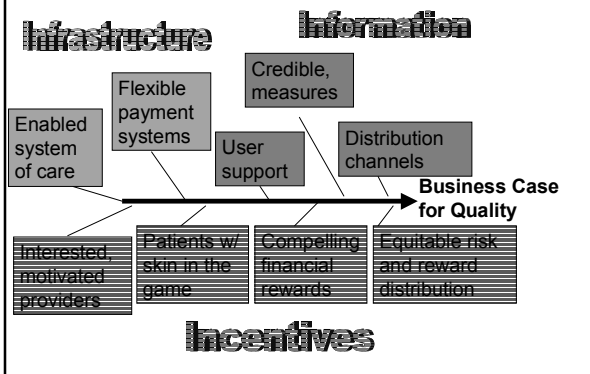 Infrastructure
Information
Credible,
measures
Flexible
payment
systems
Enabled
system
of care
User
support
Distribution
channels
Business Case
for Quality
Interested,
motivated
providers
Patients w/
skin in the
game
Compelling
financial
rewards
Equitable risk
and reward
distribution
Incentives